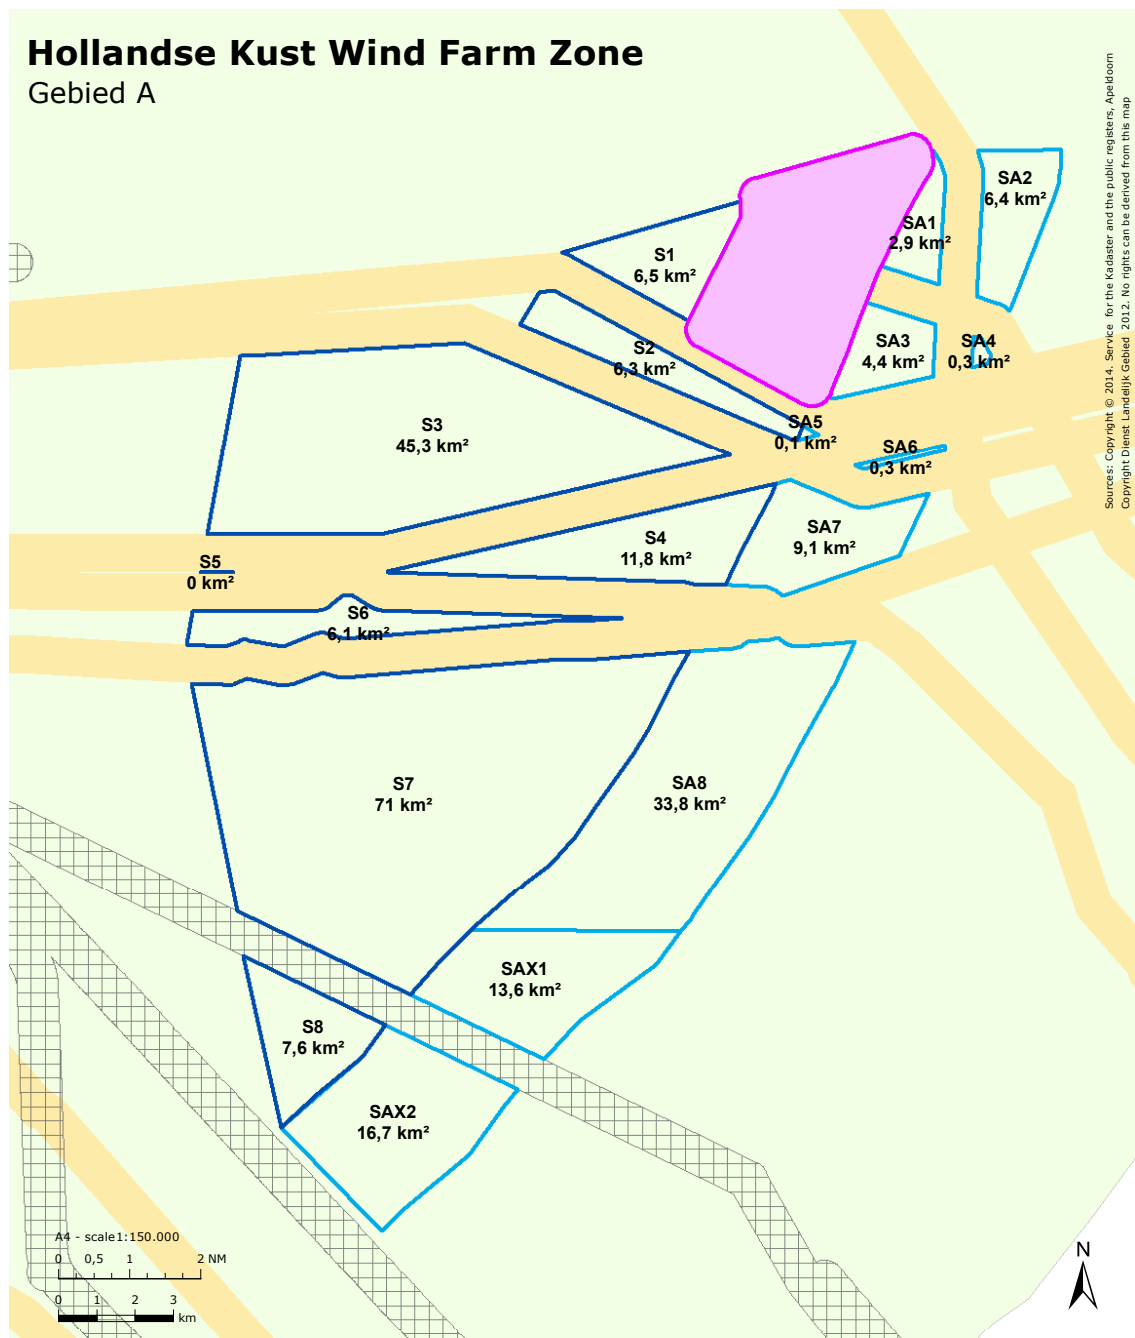 Hollandse Kust Wind Farm Zone
Gebied A
Sources: Copyright © 2014. Service for the Kadaster and the public registers, Apeldoorn
Copyright Dienst Landelijk Gebied 2012. No rights can be derived from this map
SA2
6,4 km²
SA1
2,9 km²
S1
6,5 km²
S2
6,3 km²
SA3
4,4 km²
SA4
0,3 km²
S3
45,3 km²
SA5
0,1 km²
SA6
0,3 km²
S4
11,8 km²
SA7
9,1 km²
S5
0 km²
S6
6,1 km²
S7
71 km²
SA8
33,8 km²
SAX1
13,6 km²
S8
7,6 km²
SAX2
16,7 km²
A4 - scale1:150.000
0 0,5 1 2 NM
0 1 2 3
km
N